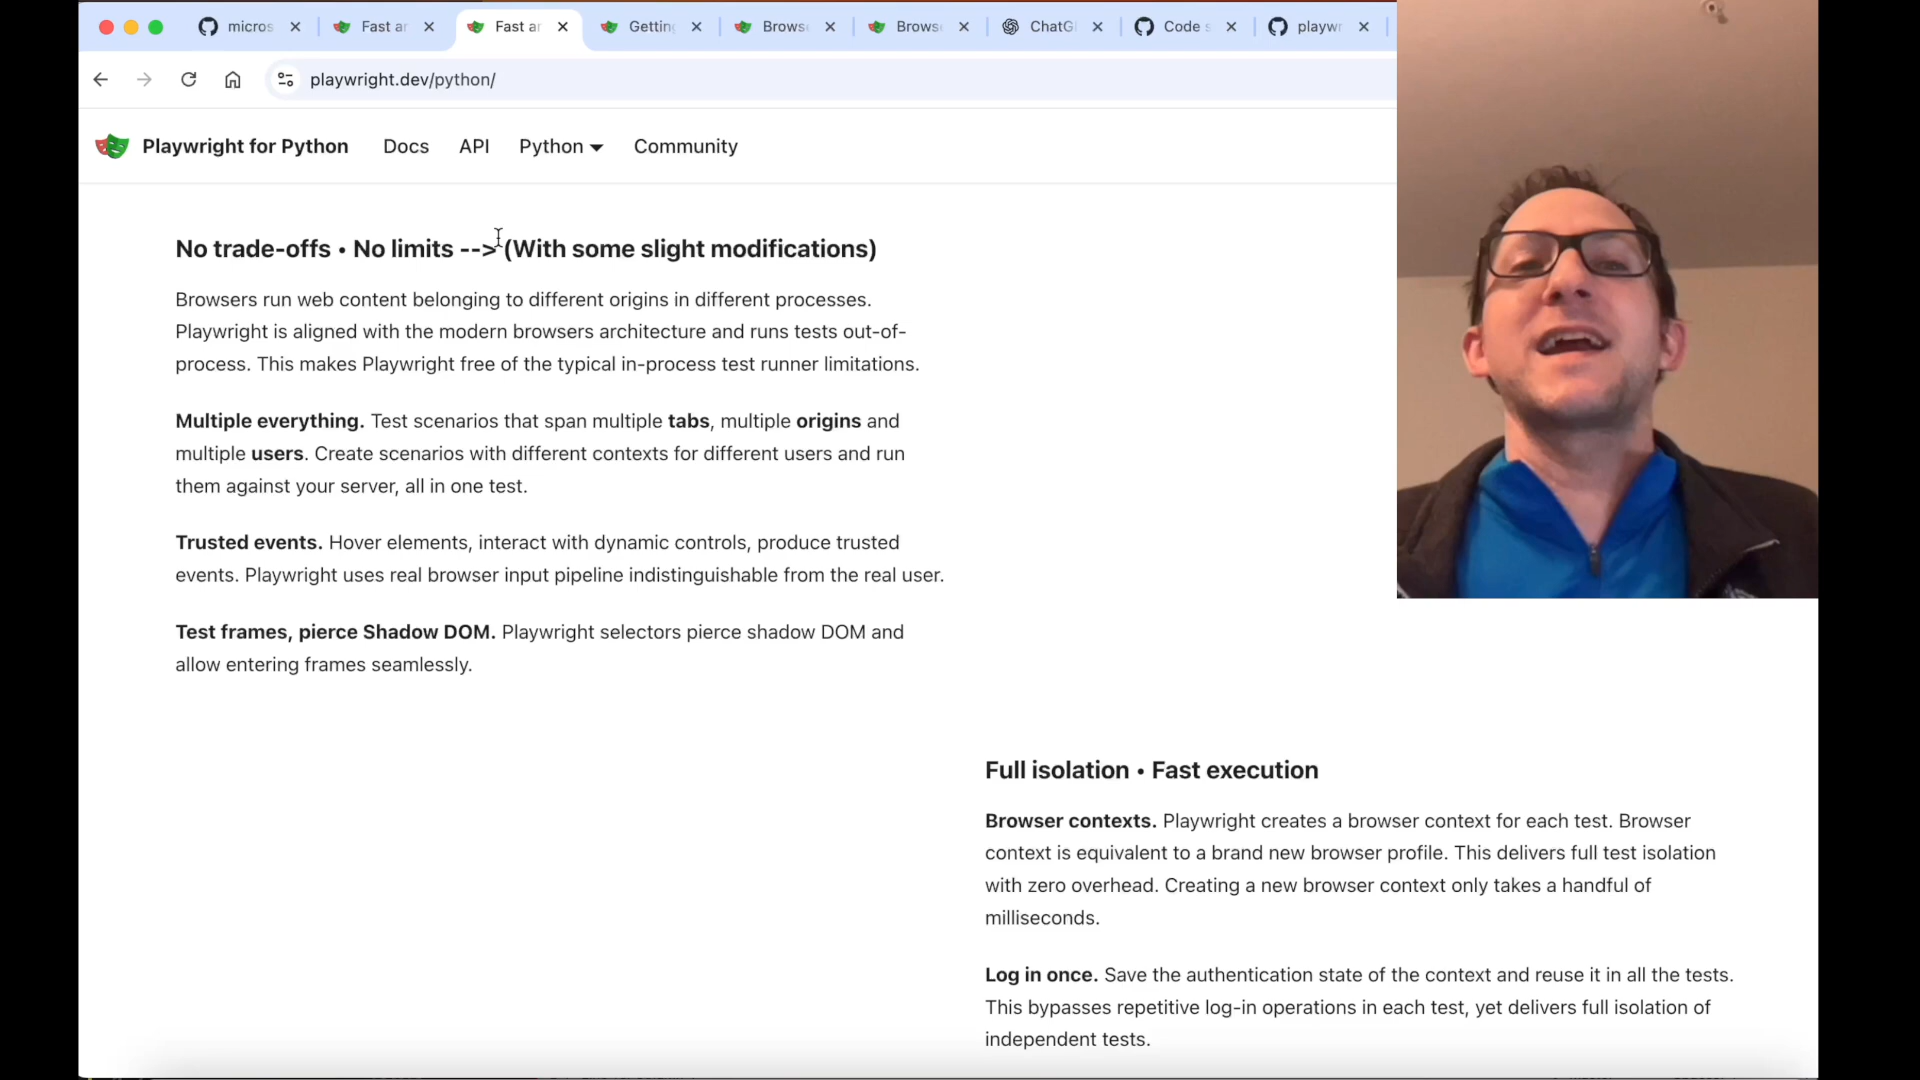 micros
Fast ar
Fast ar
Getting
Browse
Browse
ChatG
Code s
playwr
playwright.dev/python/
Playwright for Python
Docs
API
Python
Community
No trade-offs • No limits --> (With some slight modifications)
Browsers run web content belonging to different origins in different processes.
Playwright is aligned with the modern browsers architecture and runs tests out-of-
process. This makes Playwright free of the typical in-process test runner limitations.
Multiple everything. Test scenarios that span multiple tabs, multiple origins and
multiple users. Create scenarios with different contexts for different users and run
them against your server, all in one test.
Trusted events. Hover elements, interact with dynamic controls, produce trusted
events. Playwright uses real browser input pipeline indistinguishable from the real user.
Test frames, pierce Shadow DOM. Playwright selectors pierce shadow DOM and
allow entering frames seamlessly.
Full isolation • Fast execution
Browser contexts. Playwright creates a browser context for each test. Browser
context is equivalent to a brand new browser profile. This delivers full test isolation
with zero overhead. Creating a new browser context only takes a handful of
milliseconds.
Log in once. Save the authentication state of the context and reuse it in all the tests.
This bypasses repetitive log-in operations in each test, yet delivers full isolation of
independent tests.